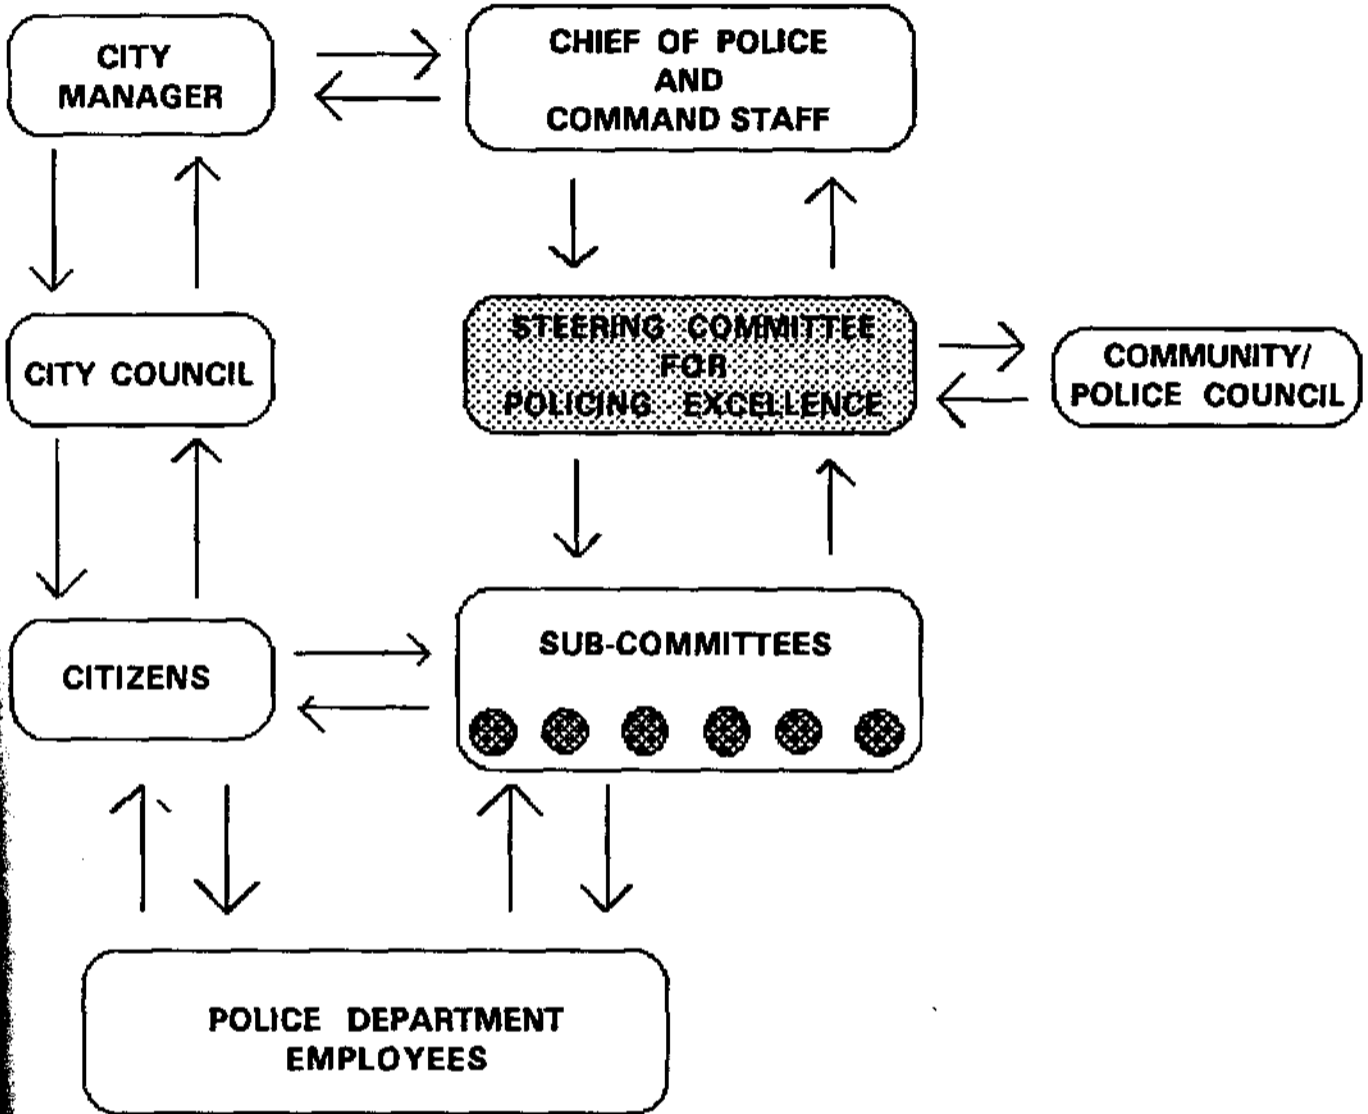 CITY
MANAGER
CHIEF OF POLICE
AND
COMMAND STAFF
CITY COUNCIL
STEERING COMMITTEE
FOR
POLICING EXCELLENCE
COMMUNITY/
POLICE COUNCIL
CITIZENS
SUB-COMMITTEES
POLICE DEPARTMENT
EMPLOYEES